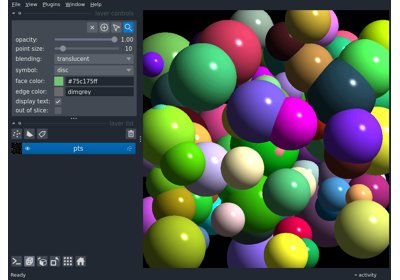 File View Plugins Window Help
layer controls
opacity: 1.00
point size: 10
blending: translucent
symbol: disc
face color: #75c175ff
edge color: dimgrey
display text:
out of slice:
layer list
pts
Ready
activity